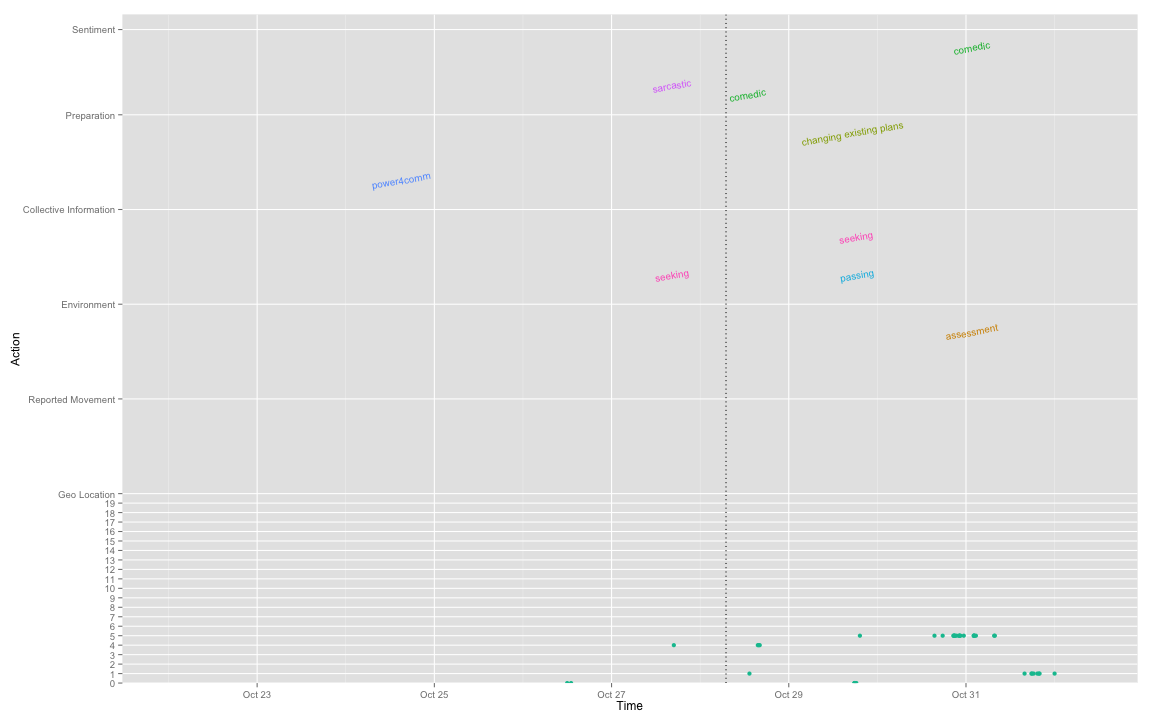 Sentiment
comedic
sarcastic
comedic
Preparation
changing existing plans
power4comm
Collective Information
seeking
seeking
passing
Environment
assessment
Action
Reported Movement
Geo Location
19
18
17
16
15
14
13
12
11
10
9
8
7
6
5
4
3
2
1
0
Oct 23 Oct 25 Oct 27 Oct 29 Oct 31
Time